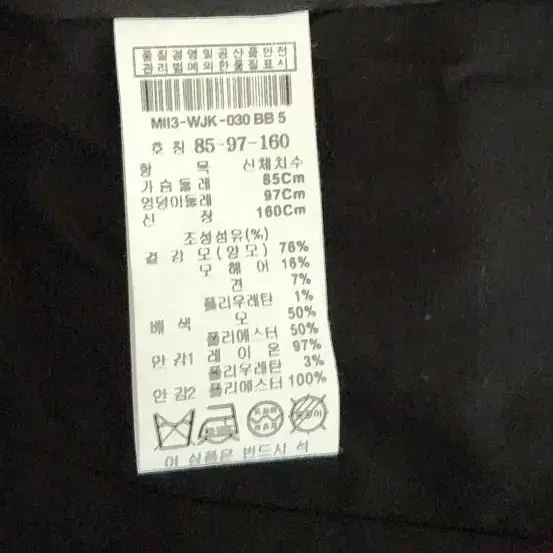 품질경영및공산품안전
관리법에의한품질표시
MII3-WJK-030 BB 5
호 칭 85-97-160
항 목 신체치수
가슴둘레 85Cm
엉덩이둘레 97Cm
신 장 160Cm
조성섬유(%)
겉 감 모(양모) 76%
모 헤 어 16%
견 7%
폴리우레탄 1%
배 색 모 50%
폴리에스터 50%
안 감1 레 이 온 97%
폴리우레탄 3%
안 감2 폴리에스터 100%
이 상품은 반드시 석